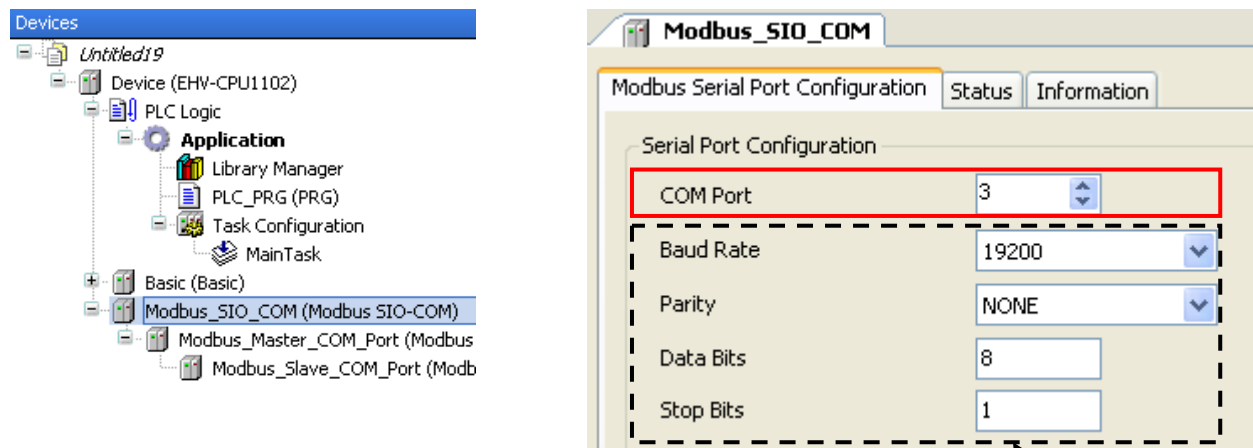 Devices
Untitled19
Device (EHV-CPU1102)
PLC Logic
Application
Library Manager
PLC_PRG (PRG)
Task Configuration
MainTask
Basic (Basic)
Modbus_SIO_COM (Modbus SIO-COM)
Modbus_Master_COM_Port (Modbus
Modbus_Slave_COM_Port (Modb
Modbus_SIO_COM
Modbus Serial Port Configuration Status Information
Serial Port Configuration
COM Port 3
Baud Rate 19200
Parity NONE
Data Bits 8
Stop Bits 1